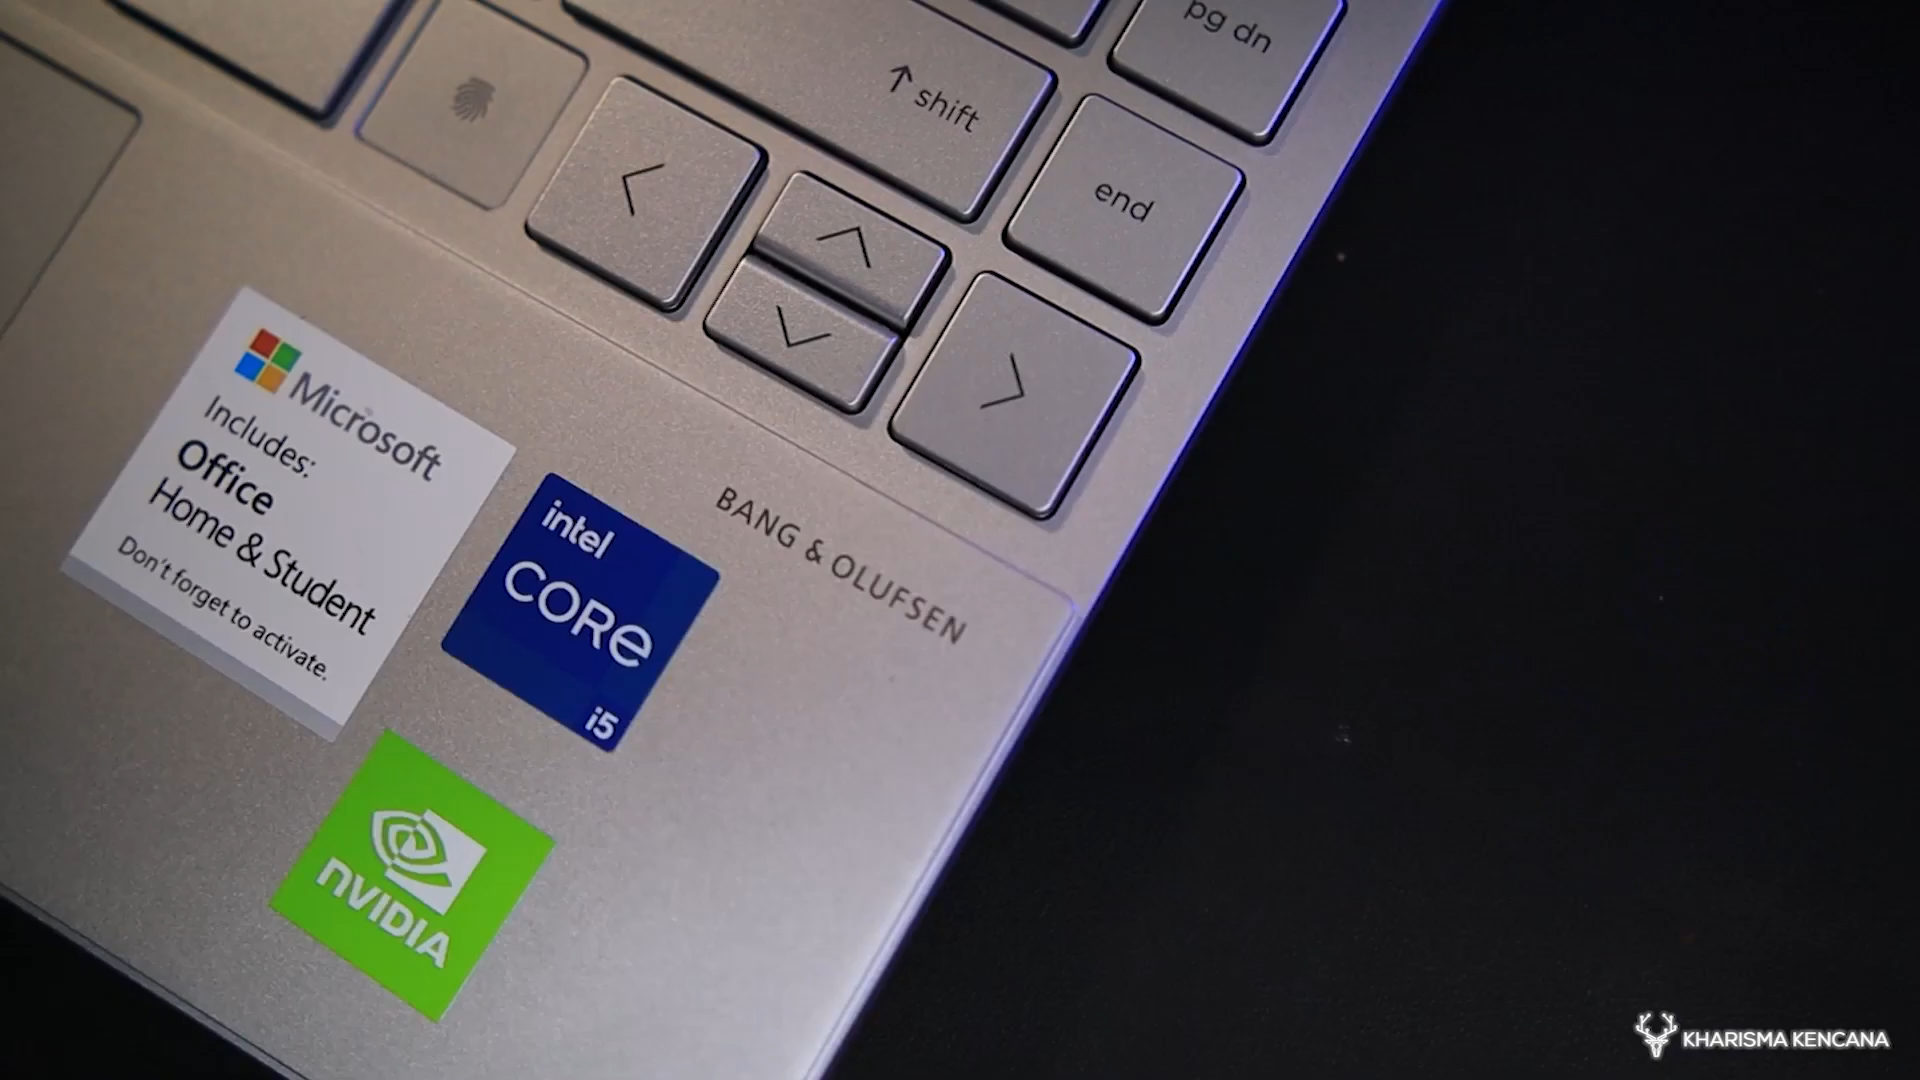 pg dn
↑ shift
end
Microsoft
Includes:
Office
Home & Student
Don't forget to activate.
intel
CORE
i5
BANG & OLUFSEN
NVIDIA
KHARISMA KENCANA